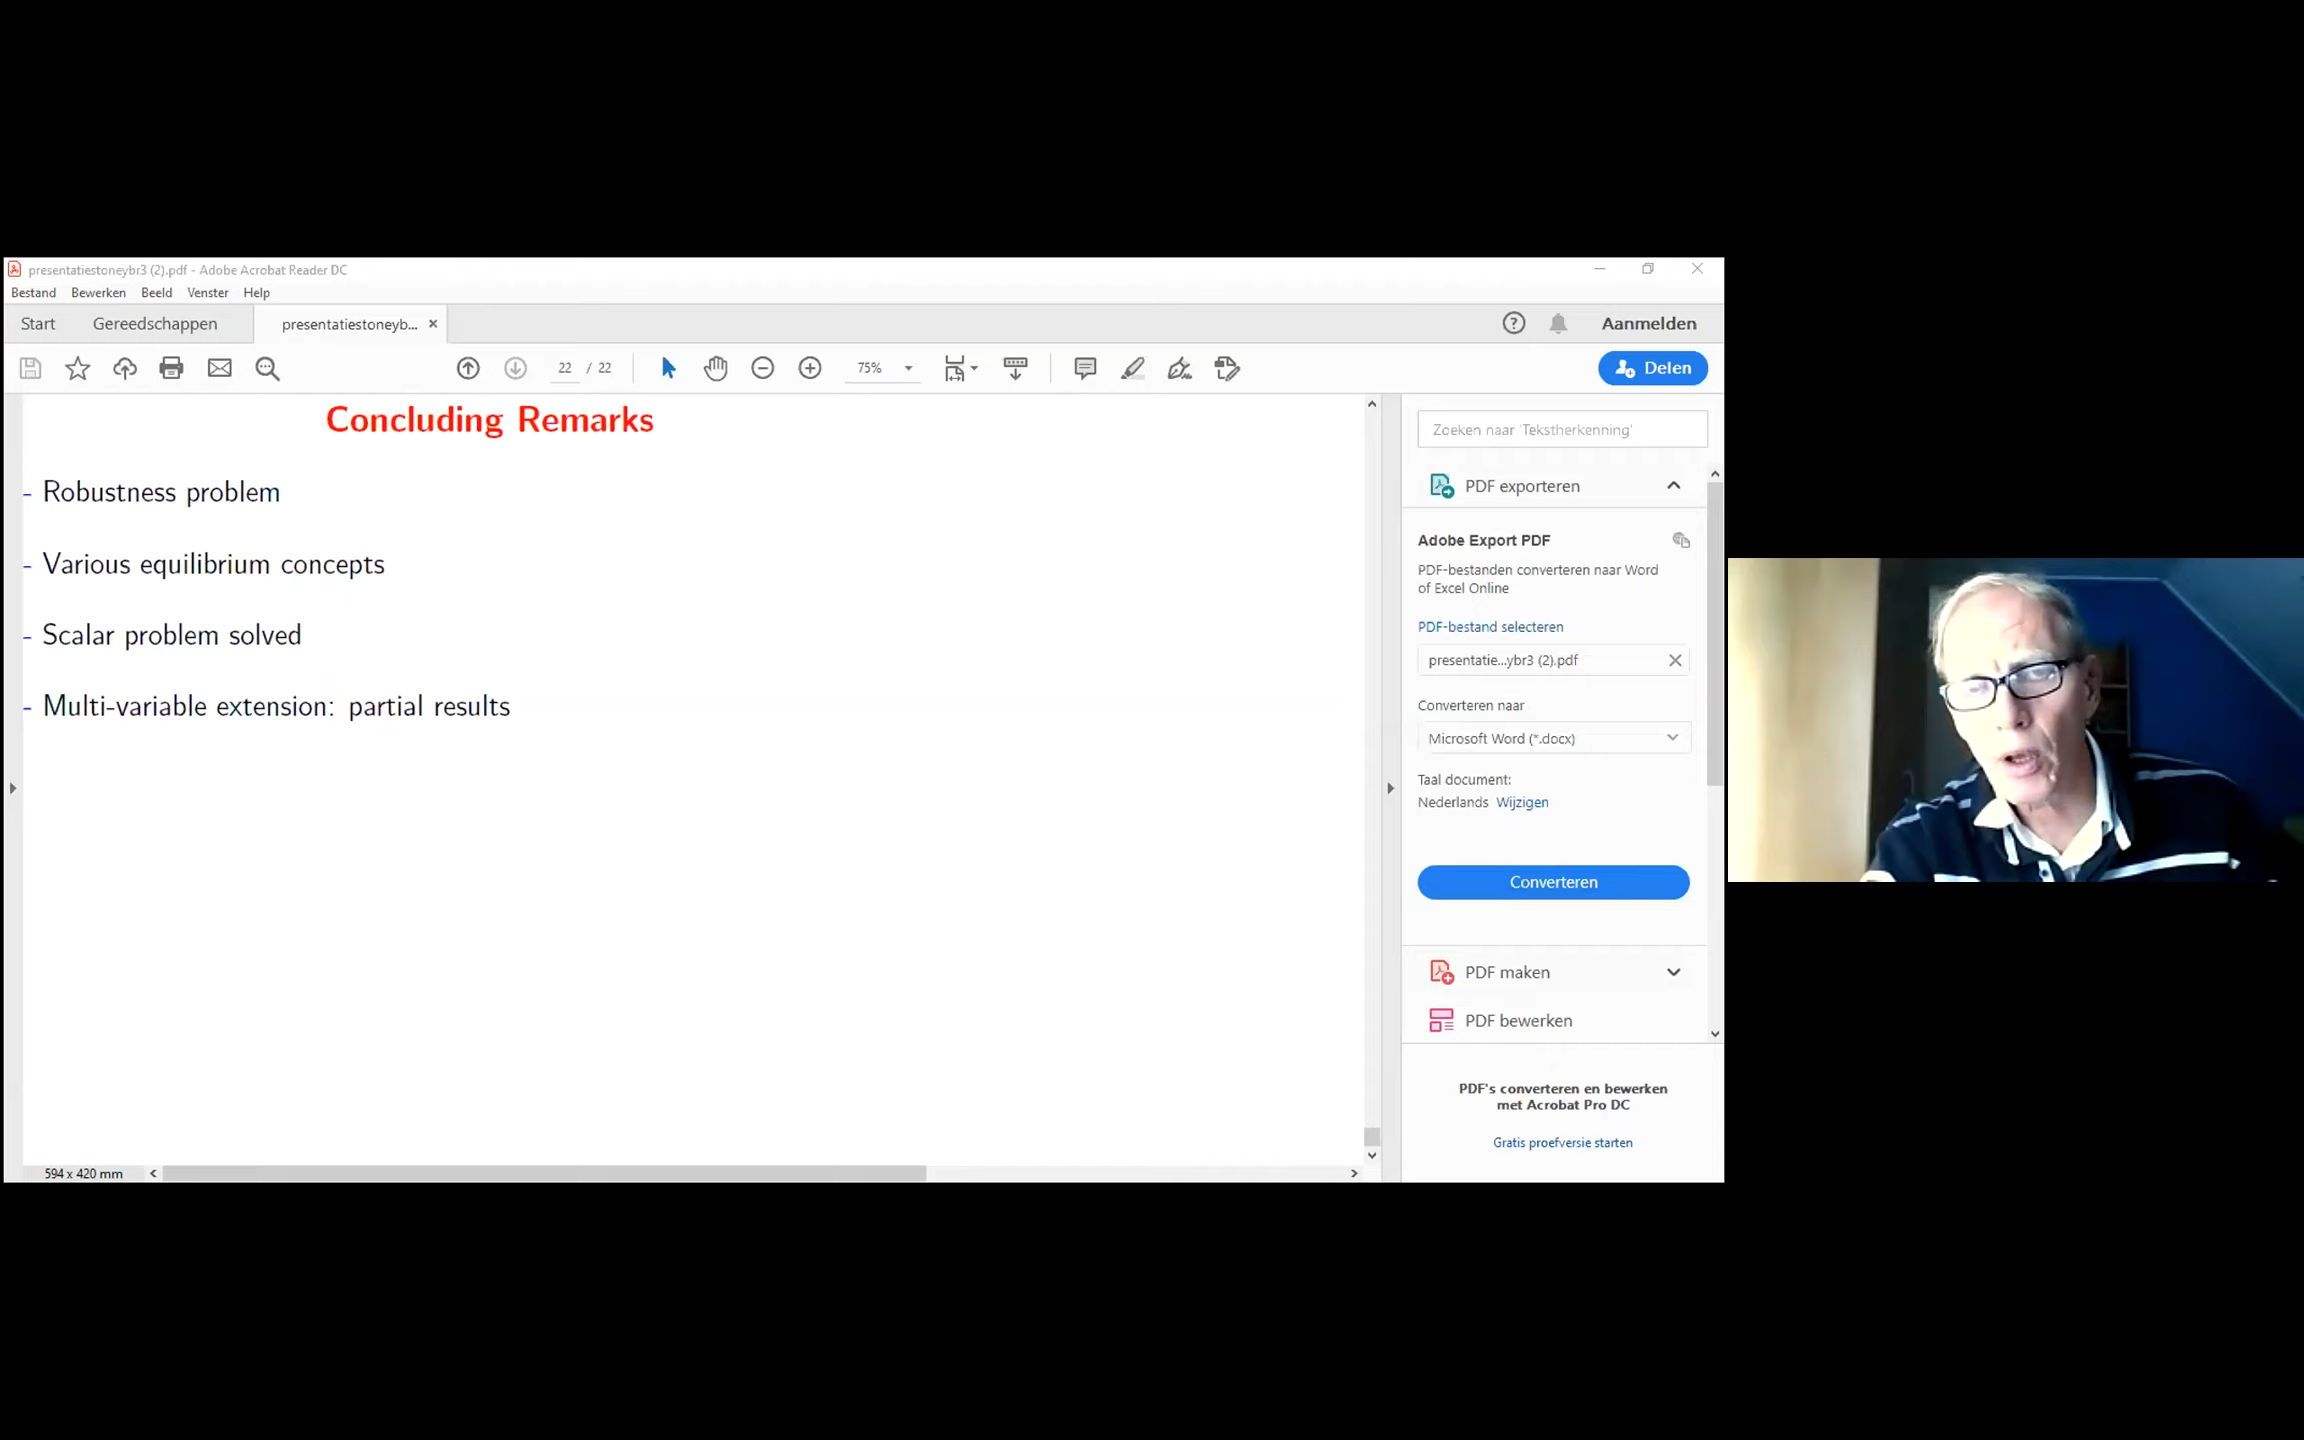 presentatiestoneybr3 (2).pdf - Adobe Acrobat Reader DC
Bestand Bewerken Beeld Venster Help
Start Gereedschappen presentatiestoneyb... Aanmelden
22 / 22 75% Delen
Concluding Remarks
- Robustness problem
- Various equilibrium concepts
- Scalar problem solved
- Multi-variable extension: partial results
594 x 420 mm
Zoeken naar 'Tekstherkenning'
PDF exporteren
Adobe Export PDF
PDF-bestanden converteren naar Word
of Excel Online
PDF-bestand selecteren
presentatie...ybr3 (2).pdf
Converteren naar
Microsoft Word (*.docx)
Taal document:
Nederlands Wijzigen
Converteren
PDF maken
PDF bewerken
PDF's converteren en bewerken
met Acrobat Pro DC
Gratis proefversie starten